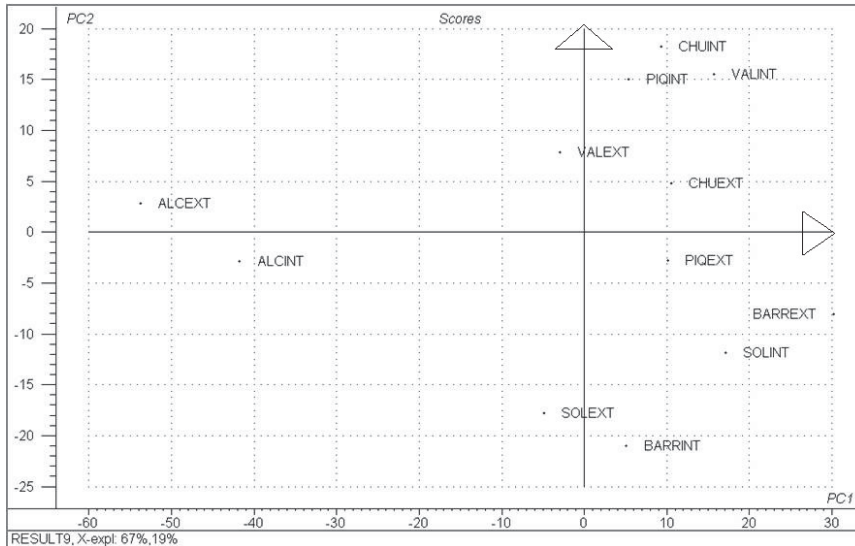 PC2 Scores
20
CHUINT
15
PIQINT VALINT
10
VALEXT
5
CHUEXT
ALCEXT
0
ALCINT
PIQEXT
-5
BARREXT
-10
SOLINT
-15
SOLEXT
-20
BARRINT
-25
PC1
-60 -50 -40 -30 -20 -10 0 10 20 30
RESULT9, X-expl: 67%,19%